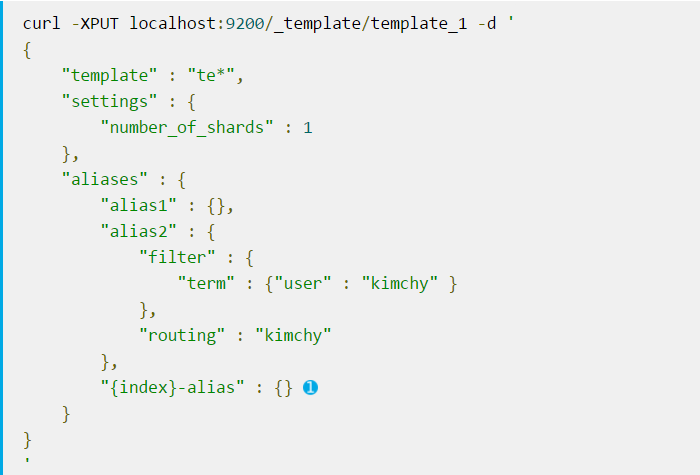 curl -XPUT localhost:9200/_template/template_1 -d '
{
    "template" : "te*",
    "settings" : {
        "number_of_shards" : 1
    },
    "aliases" : {
        "alias1" : {},
        "alias2" : {
            "filter" : {
                "term" : {"user" : "kimchy" }
            },
            "routing" : "kimchy"
        },
        "{index}-alias" : {} 1
    }
}
'